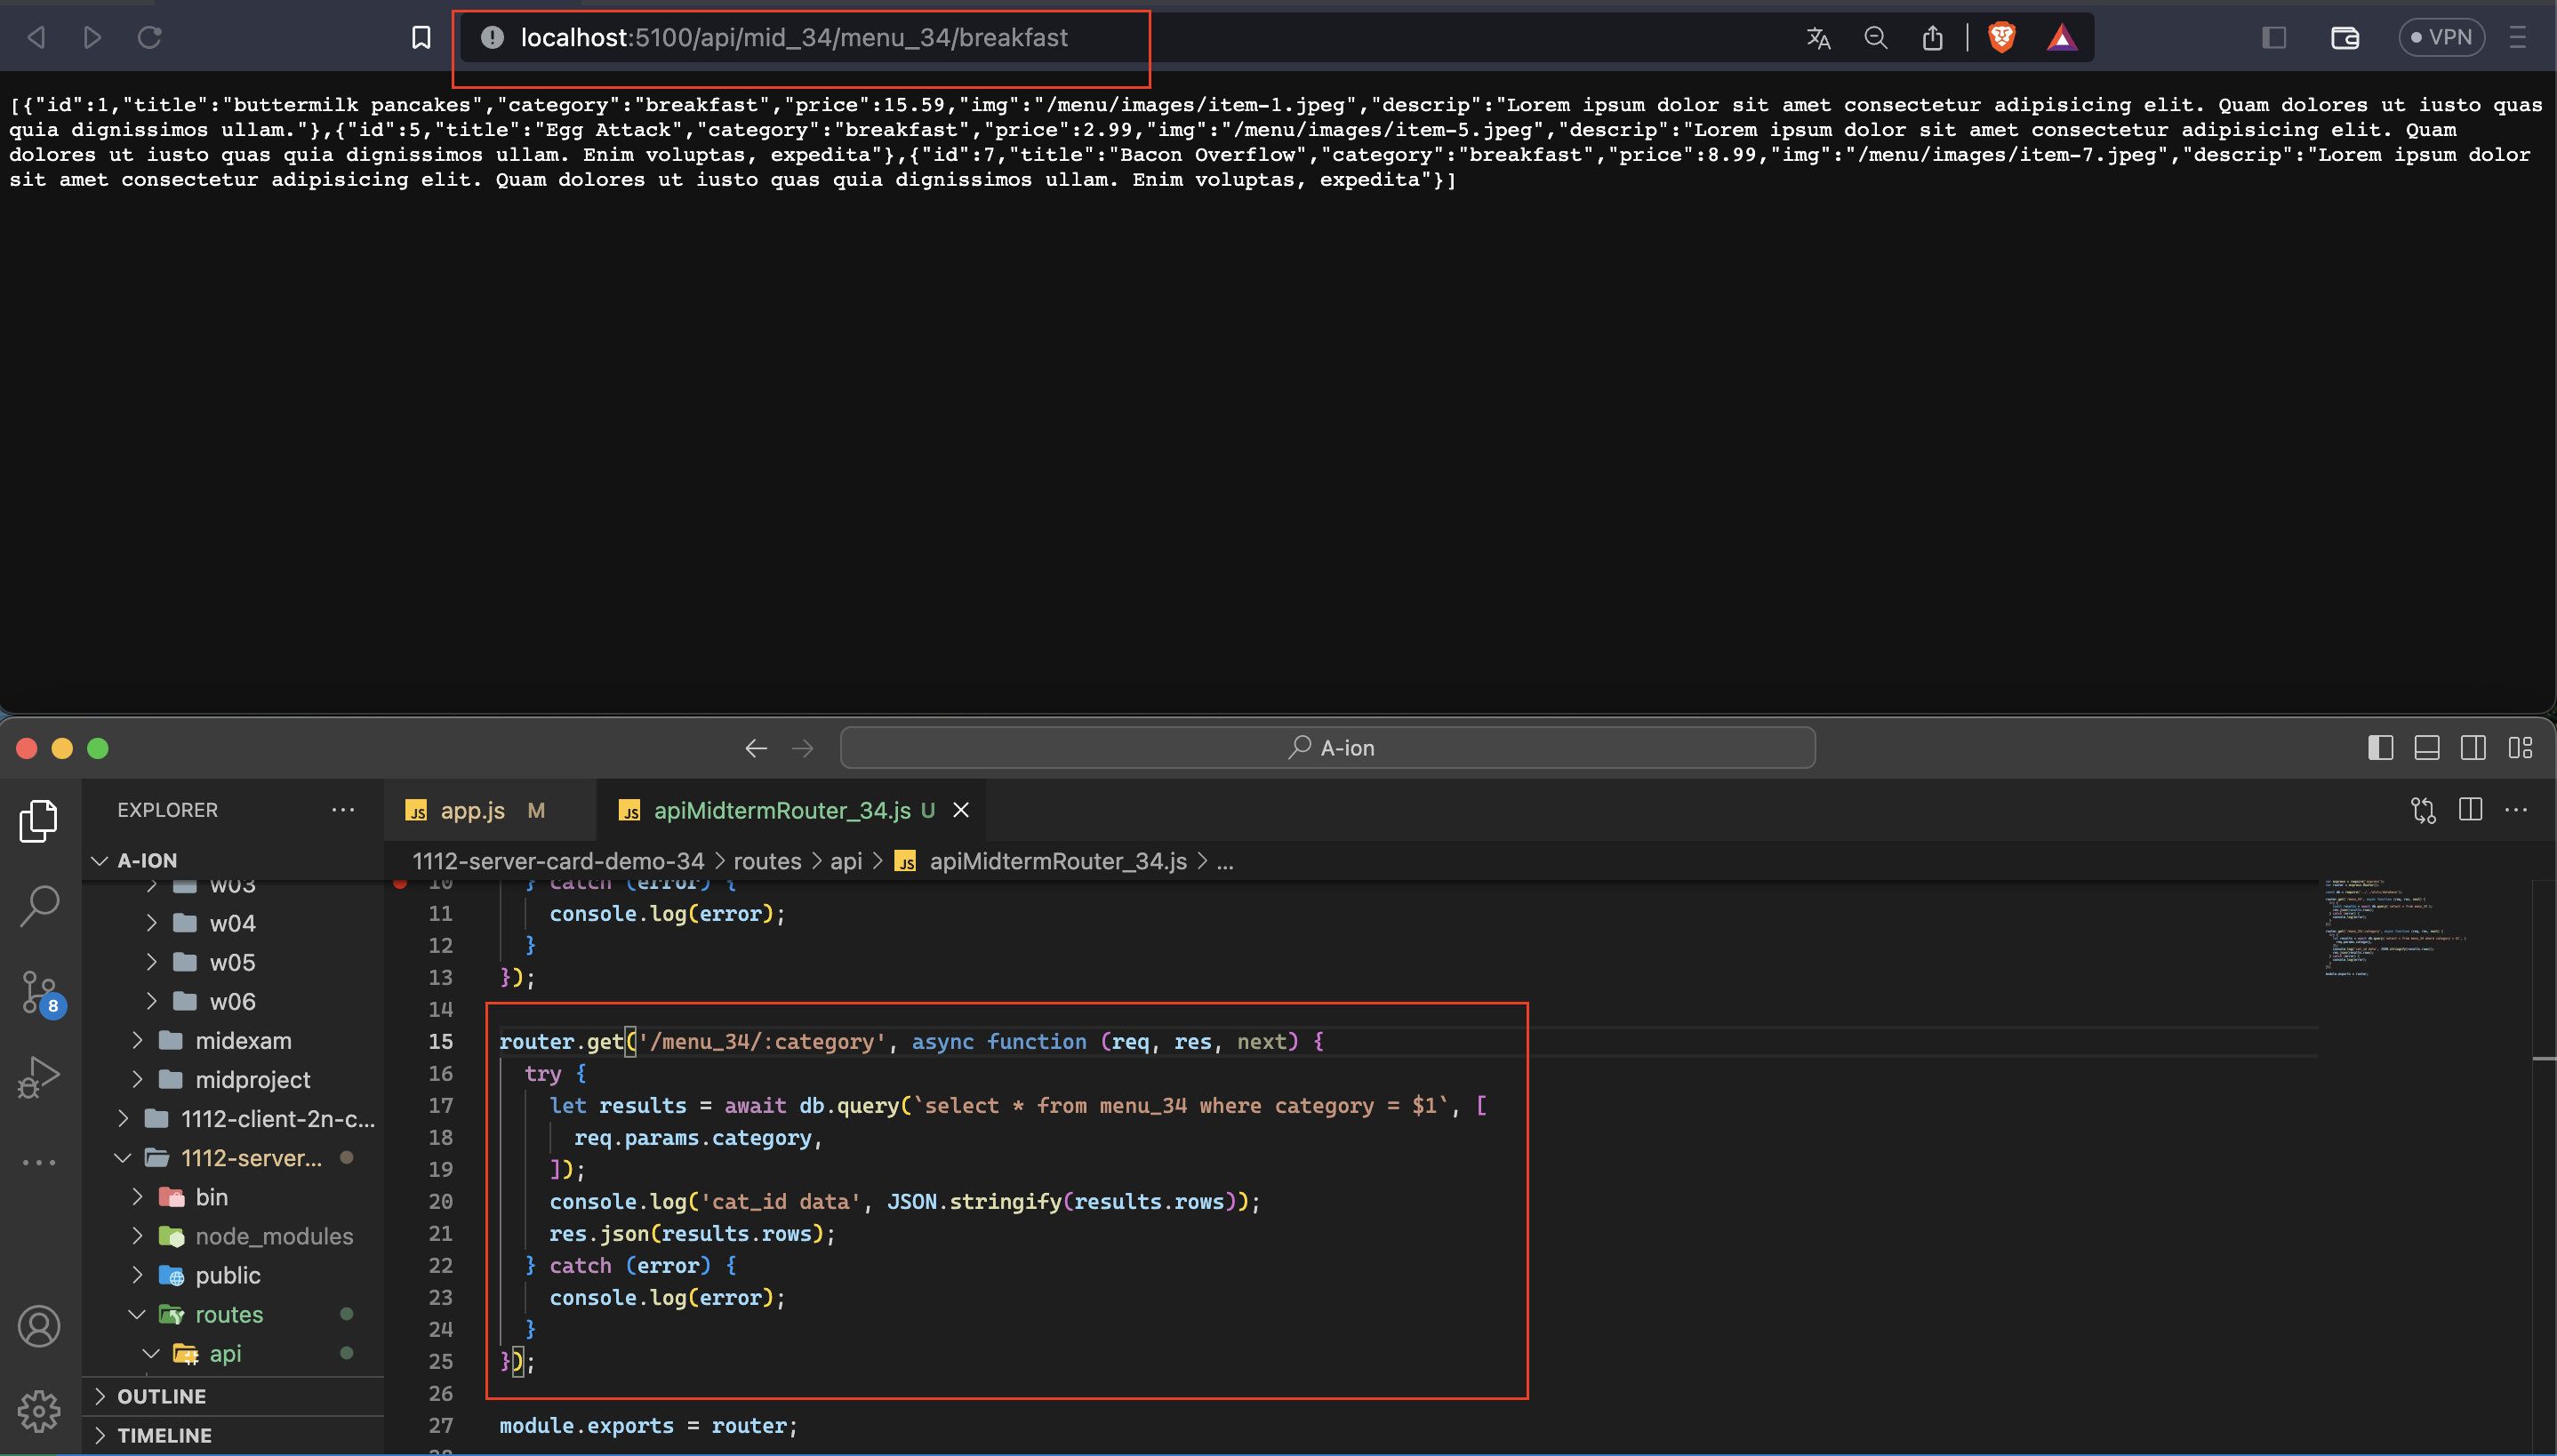 localhost:5100/api/mid_34/menu_34/breakfast
VPN
[{"id":1,"title":"buttermilk pancakes","category":"breakfast","price":15.59,"img":"/menu/images/item-1.jpeg","descrip":"Lorem ipsum dolor sit amet consectetur adipisicing elit. Quam dolores ut iusto quas
quia dignissimos ullam."},{"id":5,"title":"Egg Attack","category":"breakfast","price":2.99,"img":"/menu/images/item-5.jpeg","descrip":"Lorem ipsum dolor sit amet consectetur adipisicing elit. Quam
dolores ut iusto quas quia dignissimos ullam. Enim voluptas, expedita"},{"id":7,"title":"Bacon Overflow","category":"breakfast","price":8.99,"img":"/menu/images/item-7.jpeg","descrip":"Lorem ipsum dolor
sit amet consectetur adipisicing elit. Quam dolores ut iusto quas quia dignissimos ullam. Enim voluptas, expedita"}]
A-ion
EXPLORER
A-ION
w03
w04
w05
w06
midexam
midproject
1112-client-2n-c...
1112-server...
bin
node_modules
public
routes
api
OUTLINE
TIMELINE
8
JS app.js M
JS apiMidtermRouter_34.js U
1112-server-card-demo-34 > routes > api > JS apiMidtermRouter_34.js > ...
10 } catch (error) {
11 console.log(error);
12 }
13 });
14
15 router.get('/menu_34/:category', async function (req, res, next) {
16 try {
17 let results = await db.query(`select * from menu_34 where category = $1`, [
18 req.params.category,
19 ]);
20 console.log('cat_id data', JSON.stringify(results.rows));
21 res.json(results.rows);
22 } catch (error) {
23 console.log(error);
24 }
25 });
26
27 module.exports = router;